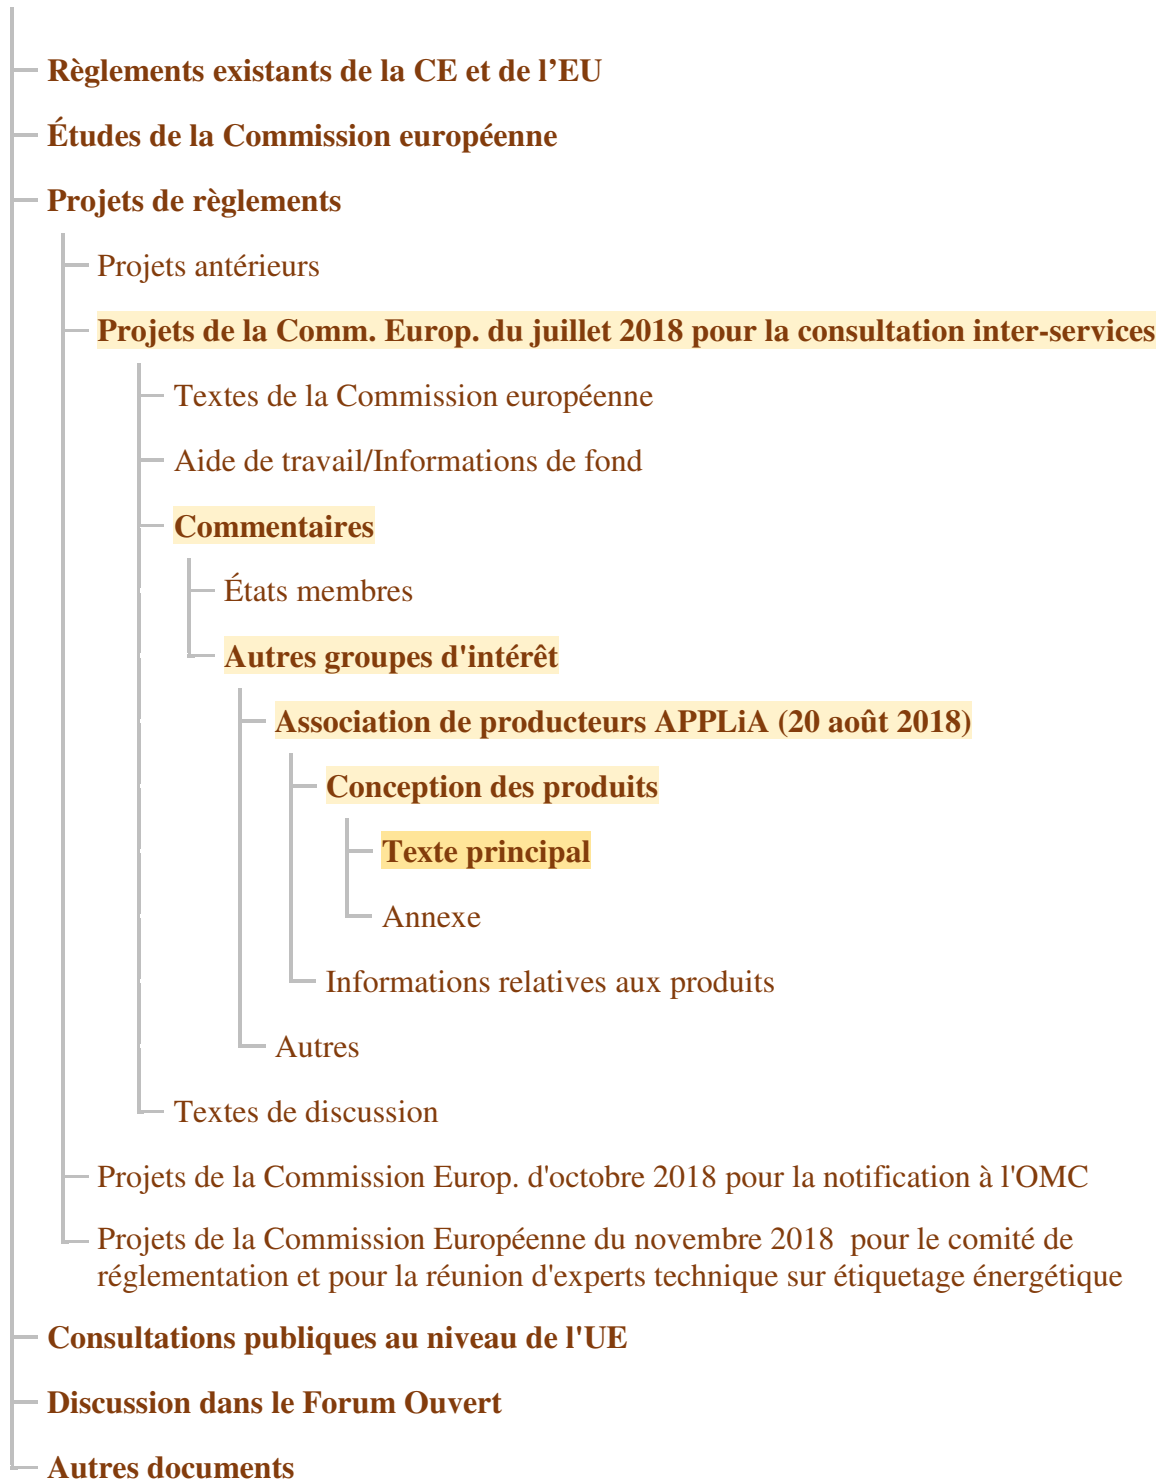 Règlements existants de la CE et de l’EU
Études de la Commission européenne
Projets de règlements
Projets antérieurs
Projets de la Comm. Europ. du juillet 2018 pour la consultation inter-services
Textes de la Commission européenne
Aide de travail/Informations de fond
Commentaires
États membres
Autres groupes d'intérêt
Association de producteurs APPLiA (20 août 2018)
Conception des produits
Texte principal
Annexe
Informations relatives aux produits
Autres
Textes de discussion
Projets de la Commission Europ. d'octobre 2018 pour la notification à l'OMC
Projets de la Commission Européenne du novembre 2018 pour le comité de
réglementation et pour la réunion d'experts technique sur étiquetage énergétique
Consultations publiques au niveau de l'UE
Discussion dans le Forum Ouvert
Autres documents